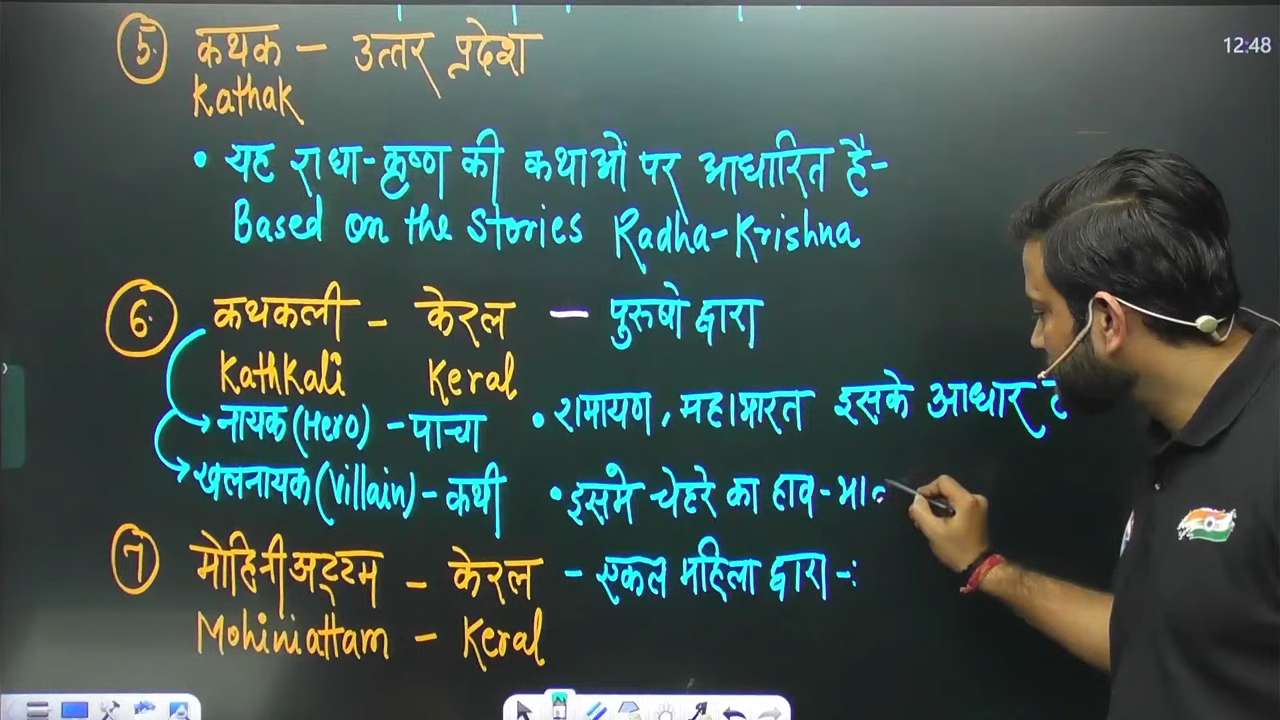 12:48
5. कथक - उत्तर प्रदेश
Kathak
• यह राधा-कृष्ण की कथाओं पर आधारित है-
Based on the Stories Radha-Krishna
6. कथकली - केरल - पुरुषो द्वारा
KathKali Keral
नायक (Hero) - पाचा • रामायण, महाभारत इसके आधार
खलनायक (Villain) - कथी • इसमे चेहरे का हाव-भाव
7. मोहिनीअट्टम - केरल - एकल महिला द्वारा -:
Mohiniattam - Keral